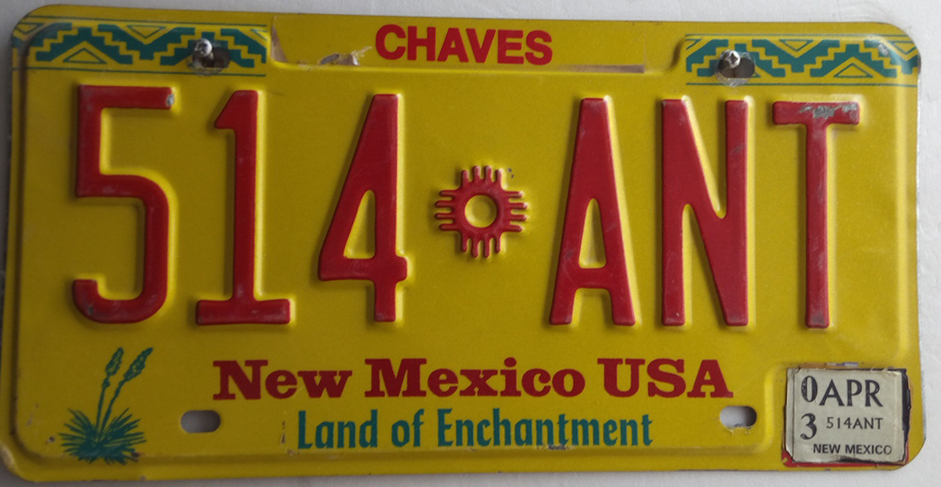 CHAVES
514 ANT
New Mexico USA
Land of Enchantment
0 APR
3 514ANT
NEW MEXICO